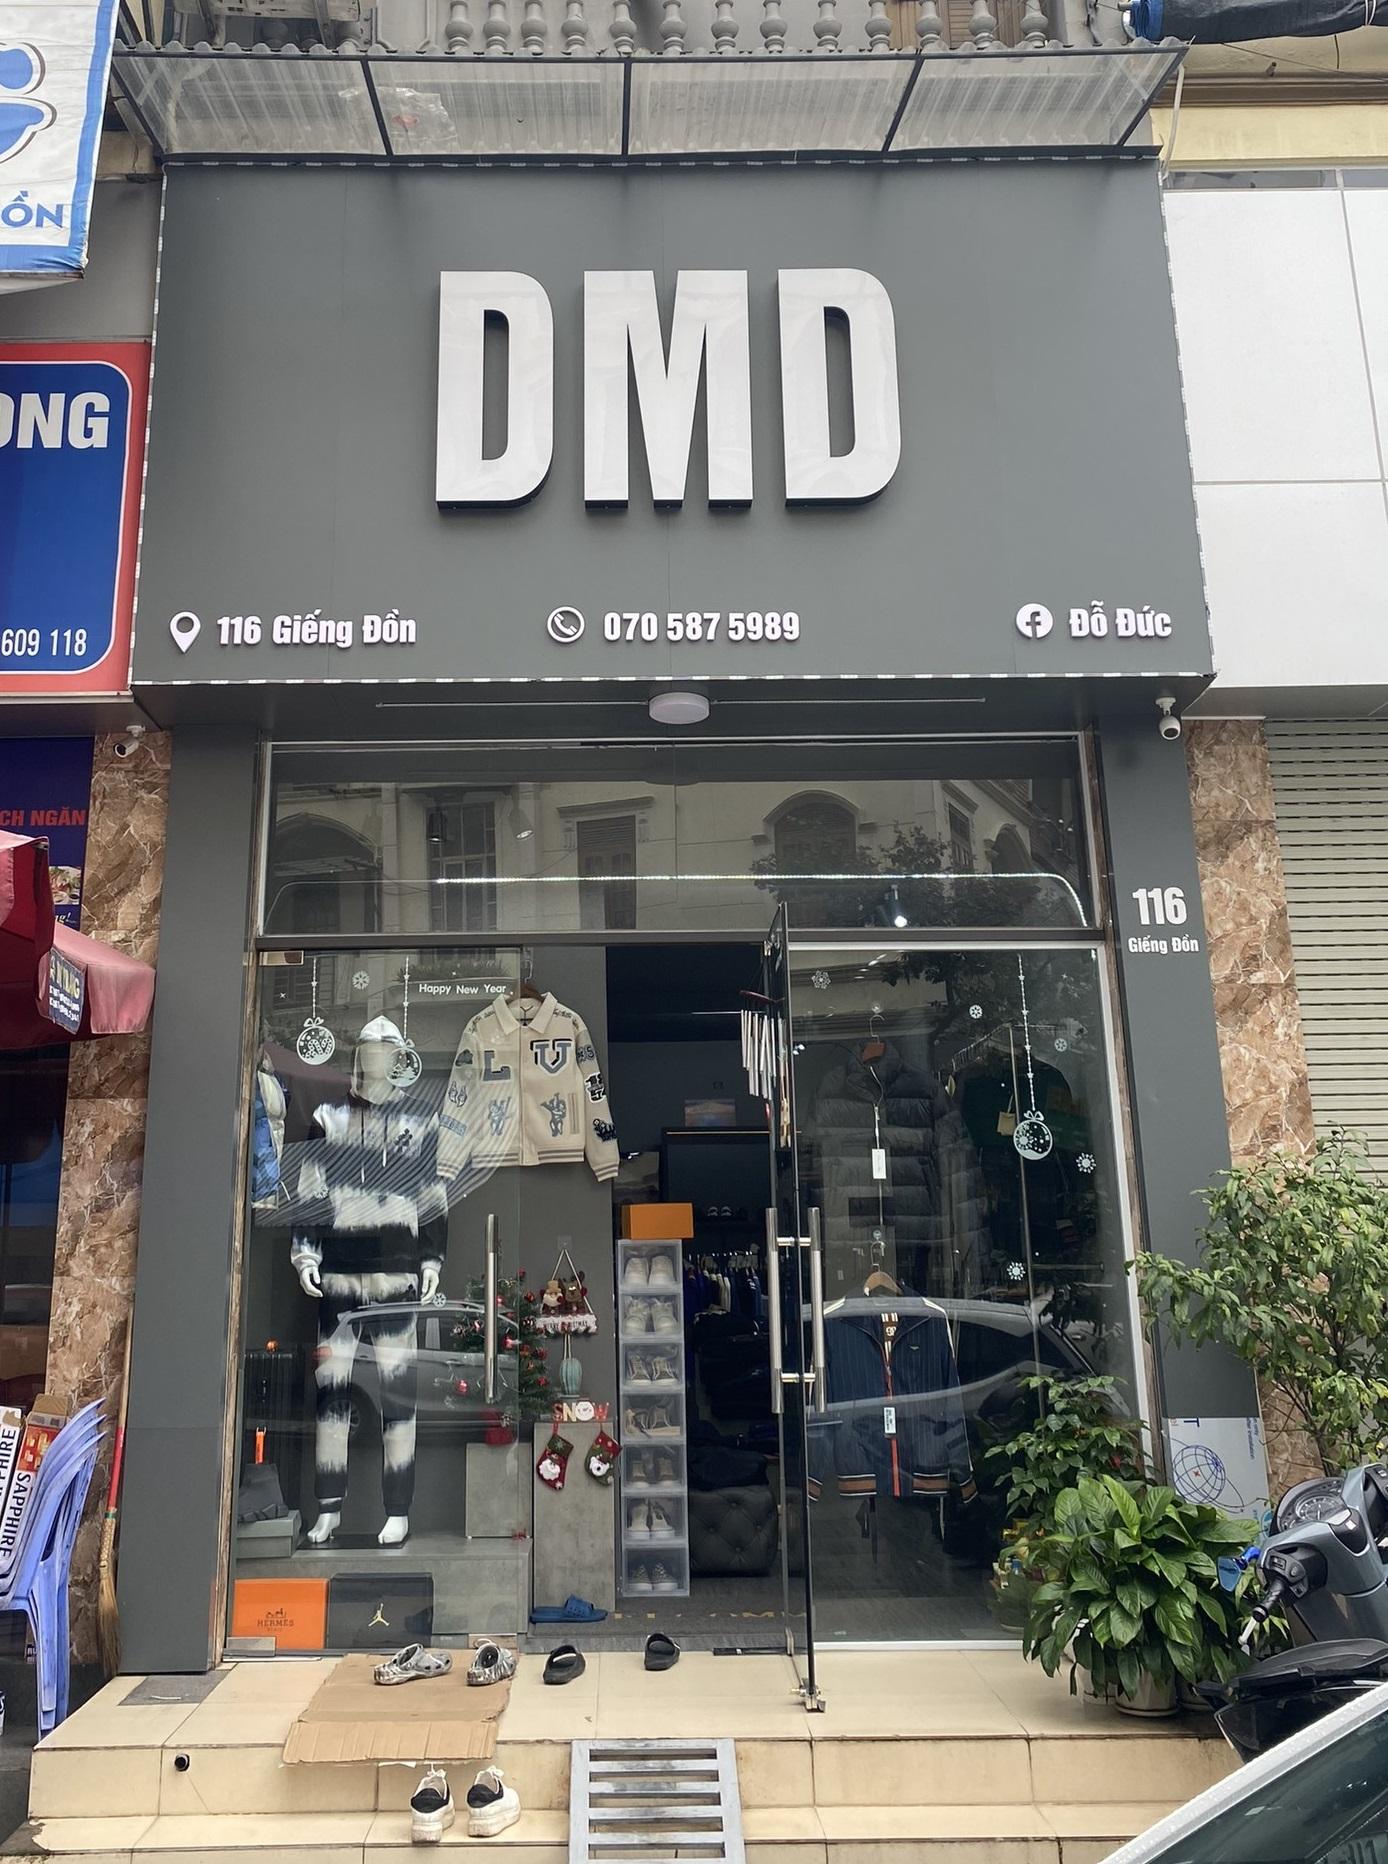 ỒN
ONG
609 118
DMD
116 Giếng Đồn
070 587 5989
Đỗ Đức
CH NGĂN
116
Giếng Đồn
Happy New Year
L
SNOW
HERMES
SAPPHIRE